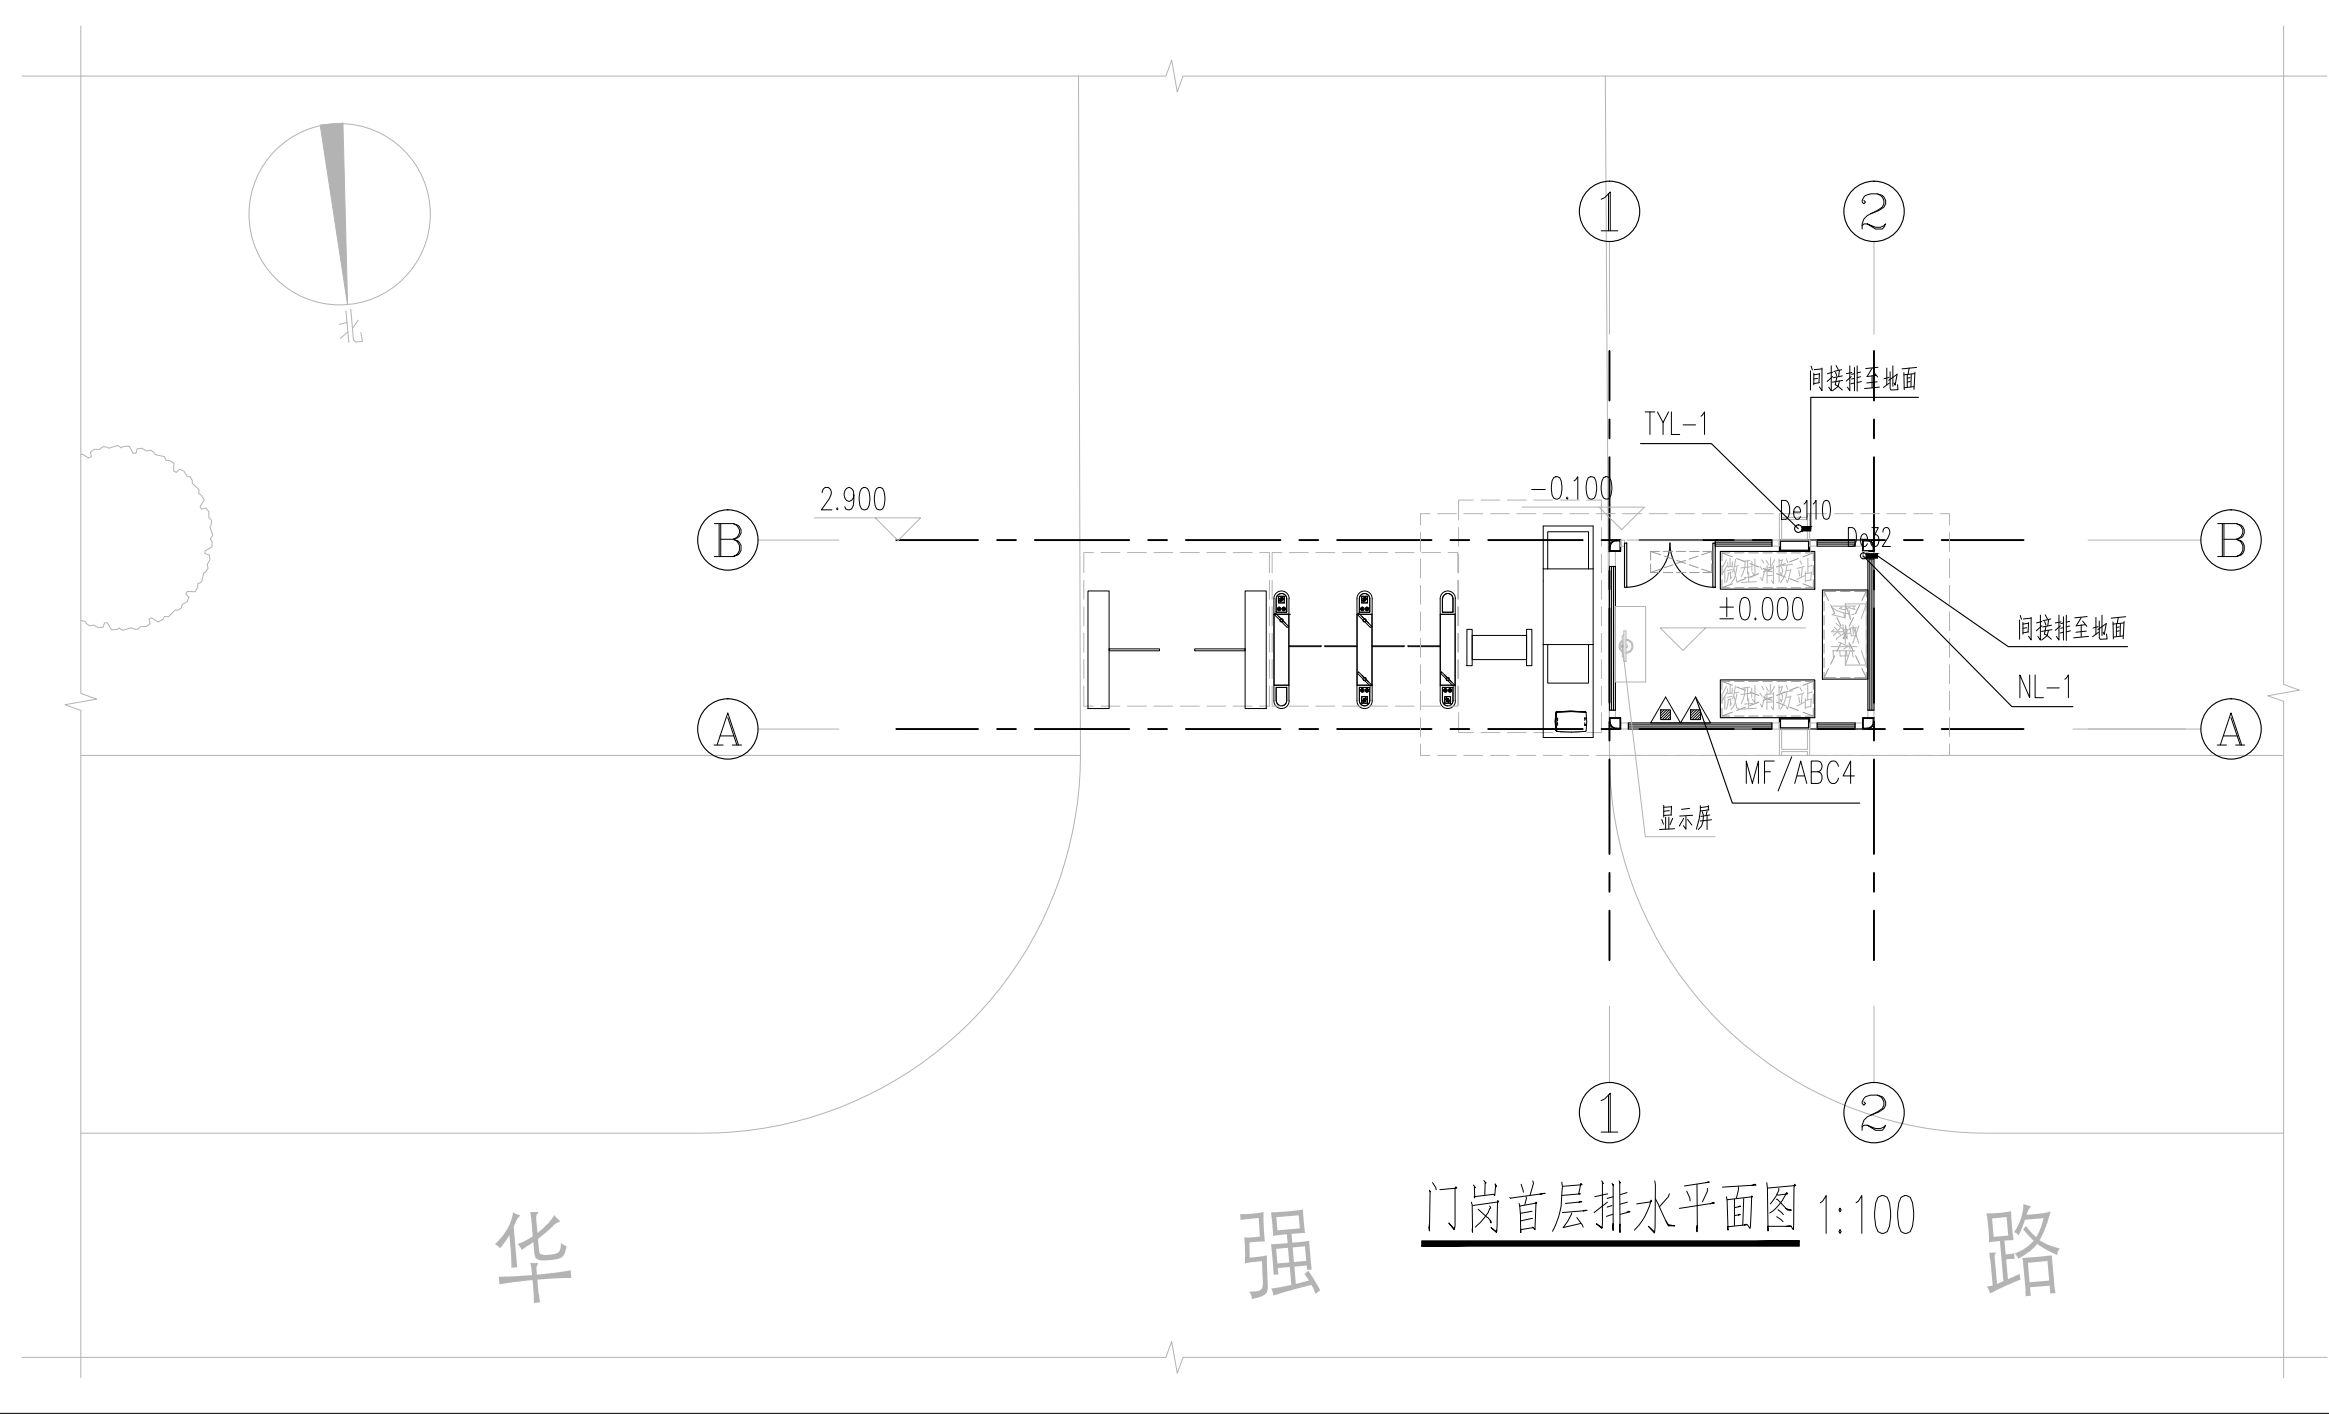 北
1
2
间接排至地面
TYL-1
-0.100
2.900
De110
De32
B
B
微型消防站
±0.000
间接排至地面
NL-1
微型消防站
A
A
MF/ABC4
显示屏
1
2
门岗首层排水平面图 1:100
华 强 路